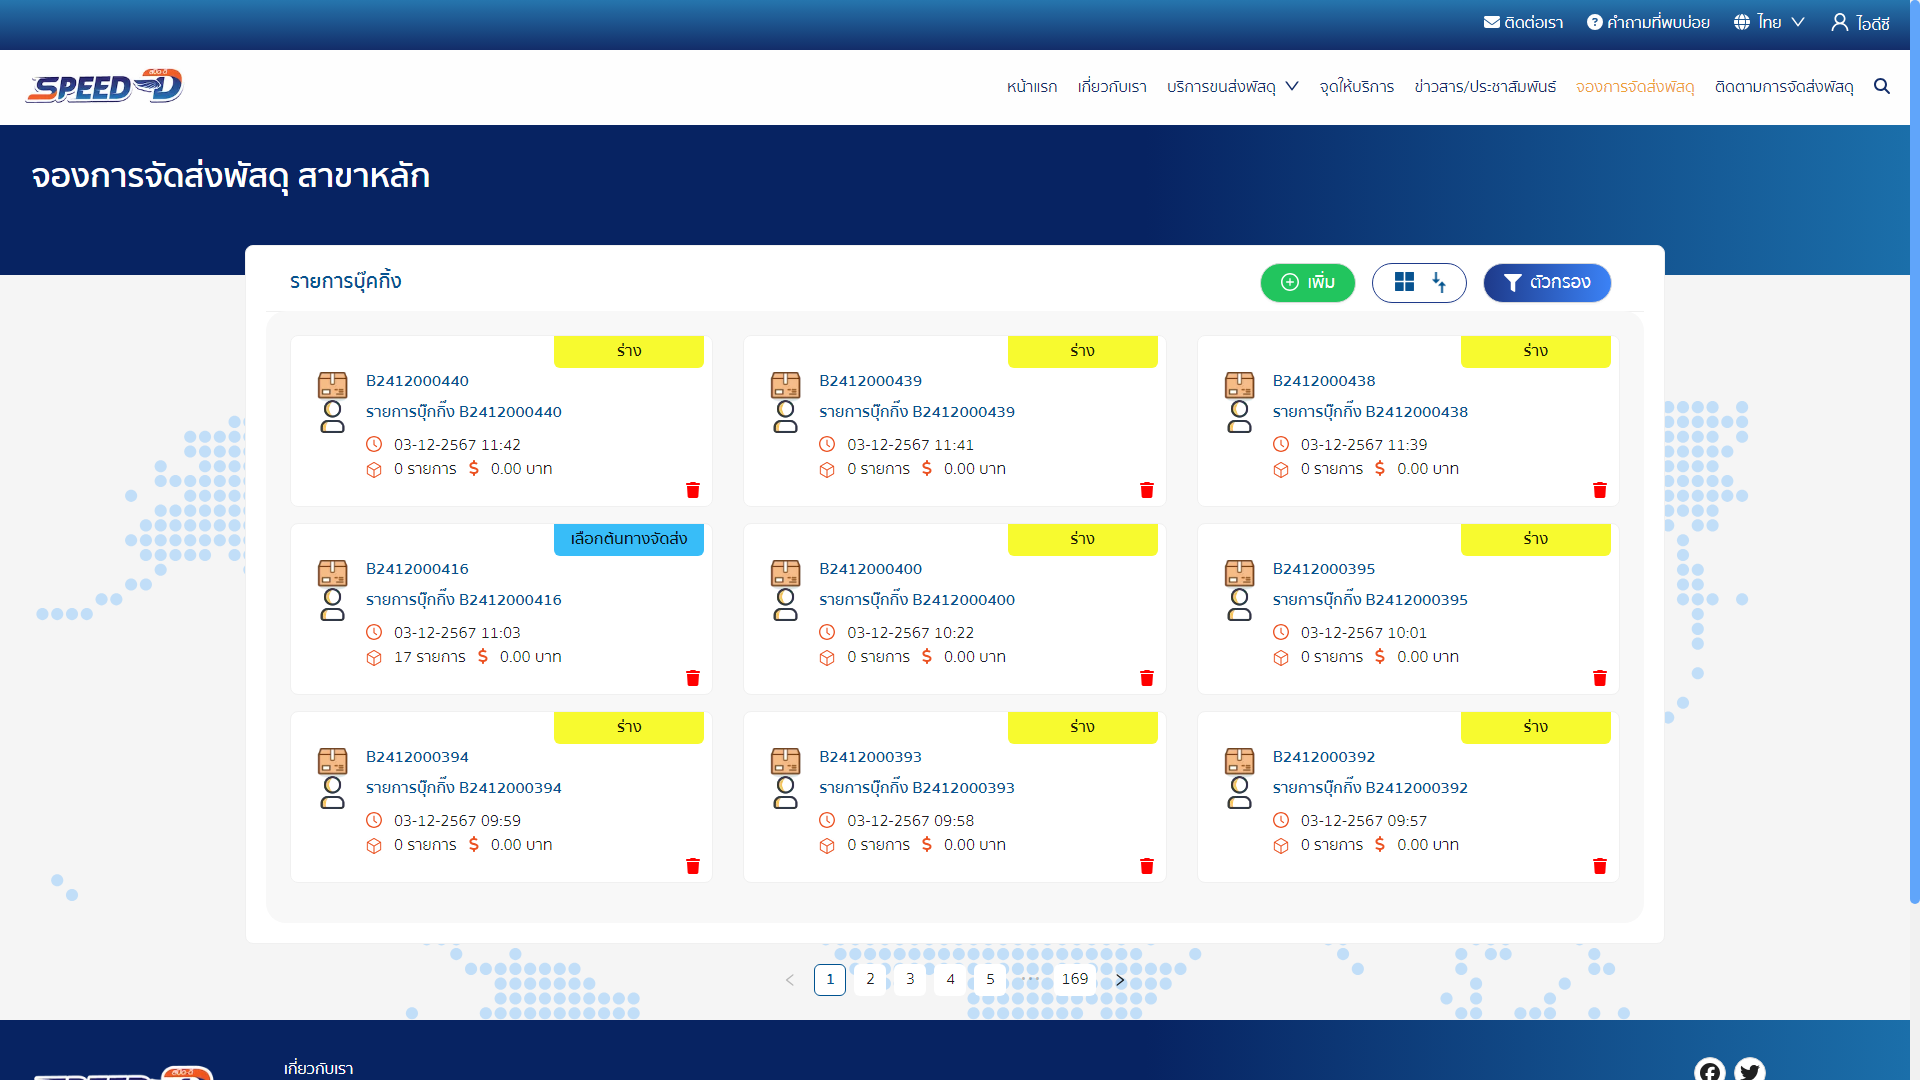 ติดต่อเรา คำถามที่พบบ่อย ไทย ไอดีซี
SPEED-D สปีด-ดี
หน้าแรก เกี่ยวกับเรา บริการขนส่งพัสดุ จุดให้บริการ ข่าวสาร/ประชาสัมพันธ์ จองการจัดส่งพัสดุ ติดตามการจัดส่งพัสดุ
จองการจัดส่งพัสดุ สาขาหลัก
รายการบุ๊คกิ้ง เพิ่ม ตัวกรอง
ร่าง
B2412000440
รายการบุ๊กกิ๊ง B2412000440
03-12-2567 11:42
0 รายการ $ 0.00 บาท
ร่าง
B2412000439
รายการบุ๊กกิ๊ง B2412000439
03-12-2567 11:41
0 รายการ $ 0.00 บาท
ร่าง
B2412000438
รายการบุ๊กกิ๊ง B2412000438
03-12-2567 11:39
0 รายการ $ 0.00 บาท
เลือกต้นทางจัดส่ง
B2412000416
รายการบุ๊กกิ๊ง B2412000416
03-12-2567 11:03
17 รายการ $ 0.00 บาท
ร่าง
B2412000400
รายการบุ๊กกิ๊ง B2412000400
03-12-2567 10:22
0 รายการ $ 0.00 บาท
ร่าง
B2412000395
รายการบุ๊กกิ๊ง B2412000395
03-12-2567 10:01
0 รายการ $ 0.00 บาท
ร่าง
B2412000394
รายการบุ๊กกิ๊ง B2412000394
03-12-2567 09:59
0 รายการ $ 0.00 บาท
ร่าง
B2412000393
รายการบุ๊กกิ๊ง B2412000393
03-12-2567 09:58
0 รายการ $ 0.00 บาท
ร่าง
B2412000392
รายการบุ๊กกิ๊ง B2412000392
03-12-2567 09:57
0 รายการ $ 0.00 บาท
1 2 3 4 5 ••• 169
เกี่ยวกับเรา